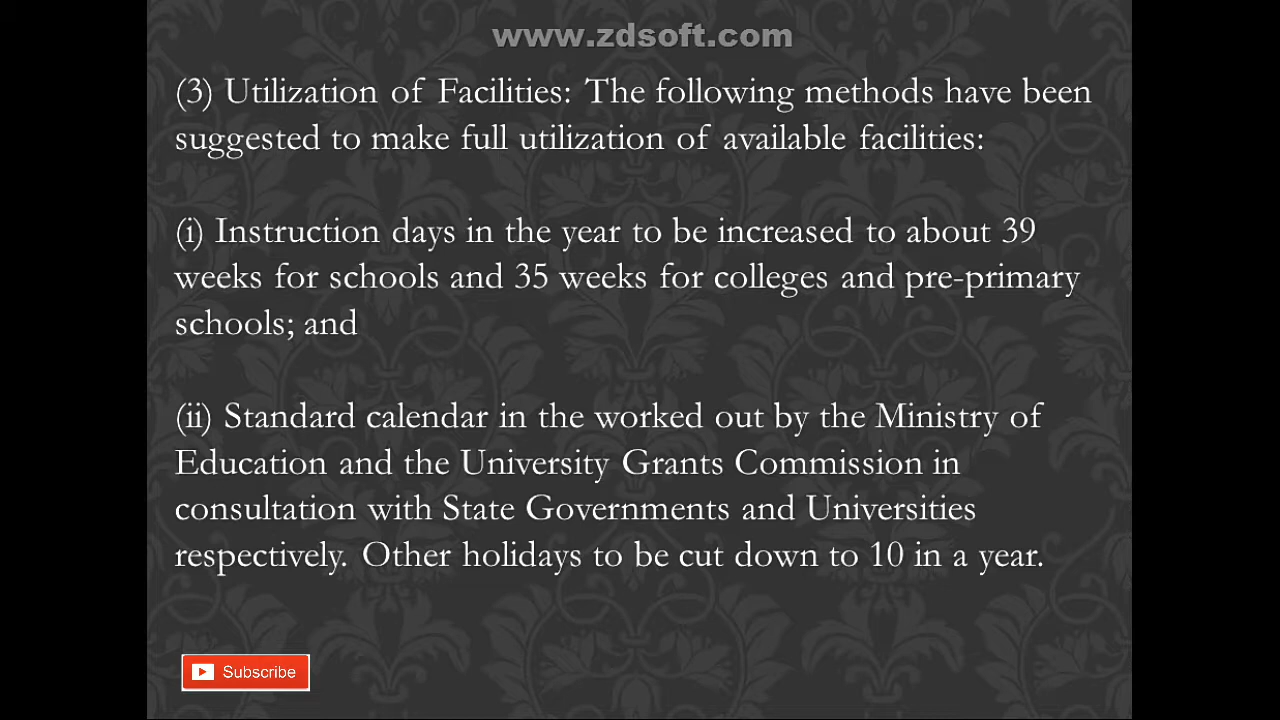 www.zdsoft.com
(3) Utilization of Facilities: The following methods have been
suggested to make full utilization of available facilities:
(i) Instruction days in the year to be increased to about 39
weeks for schools and 35 weeks for colleges and pre-primary
schools; and
(ii) Standard calendar in the worked out by the Ministry of
Education and the University Grants Commission in
consultation with State Governments and Universities
respectively. Other holidays to be cut down to 10 in a year.
Subscribe